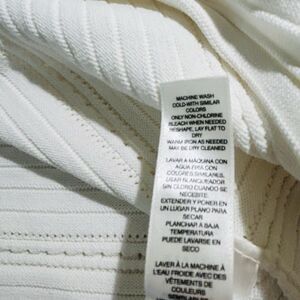 MACHINE WASH
COLD-WITH SIMILAR
COLORS
ONLY NON-CHLORINE
BLEACH WHEN NEEDED
RESHAPE, LAY FLAT TO
DRY
WARM IRON AS NEEDED
MAY BE DRY CLEANED
LAVAR A MAQUINA CON
AGUA FRIA CON
COLORES SIMILARES,
USAR BLANQUEADOR
SIN CLORO CUANDO SE
NECESITE
EXTENDER Y PONER EN
UN LUGAR PLANO PARA
SECAR
PLANCHAR A BAJA
TEMPERATURA
PUEDE LAVARSE EN
SECO
LAVER À LA MACHINE À
L'EAU FROIDE AVEC DES
VÊTEMENTS DE
COULEURS